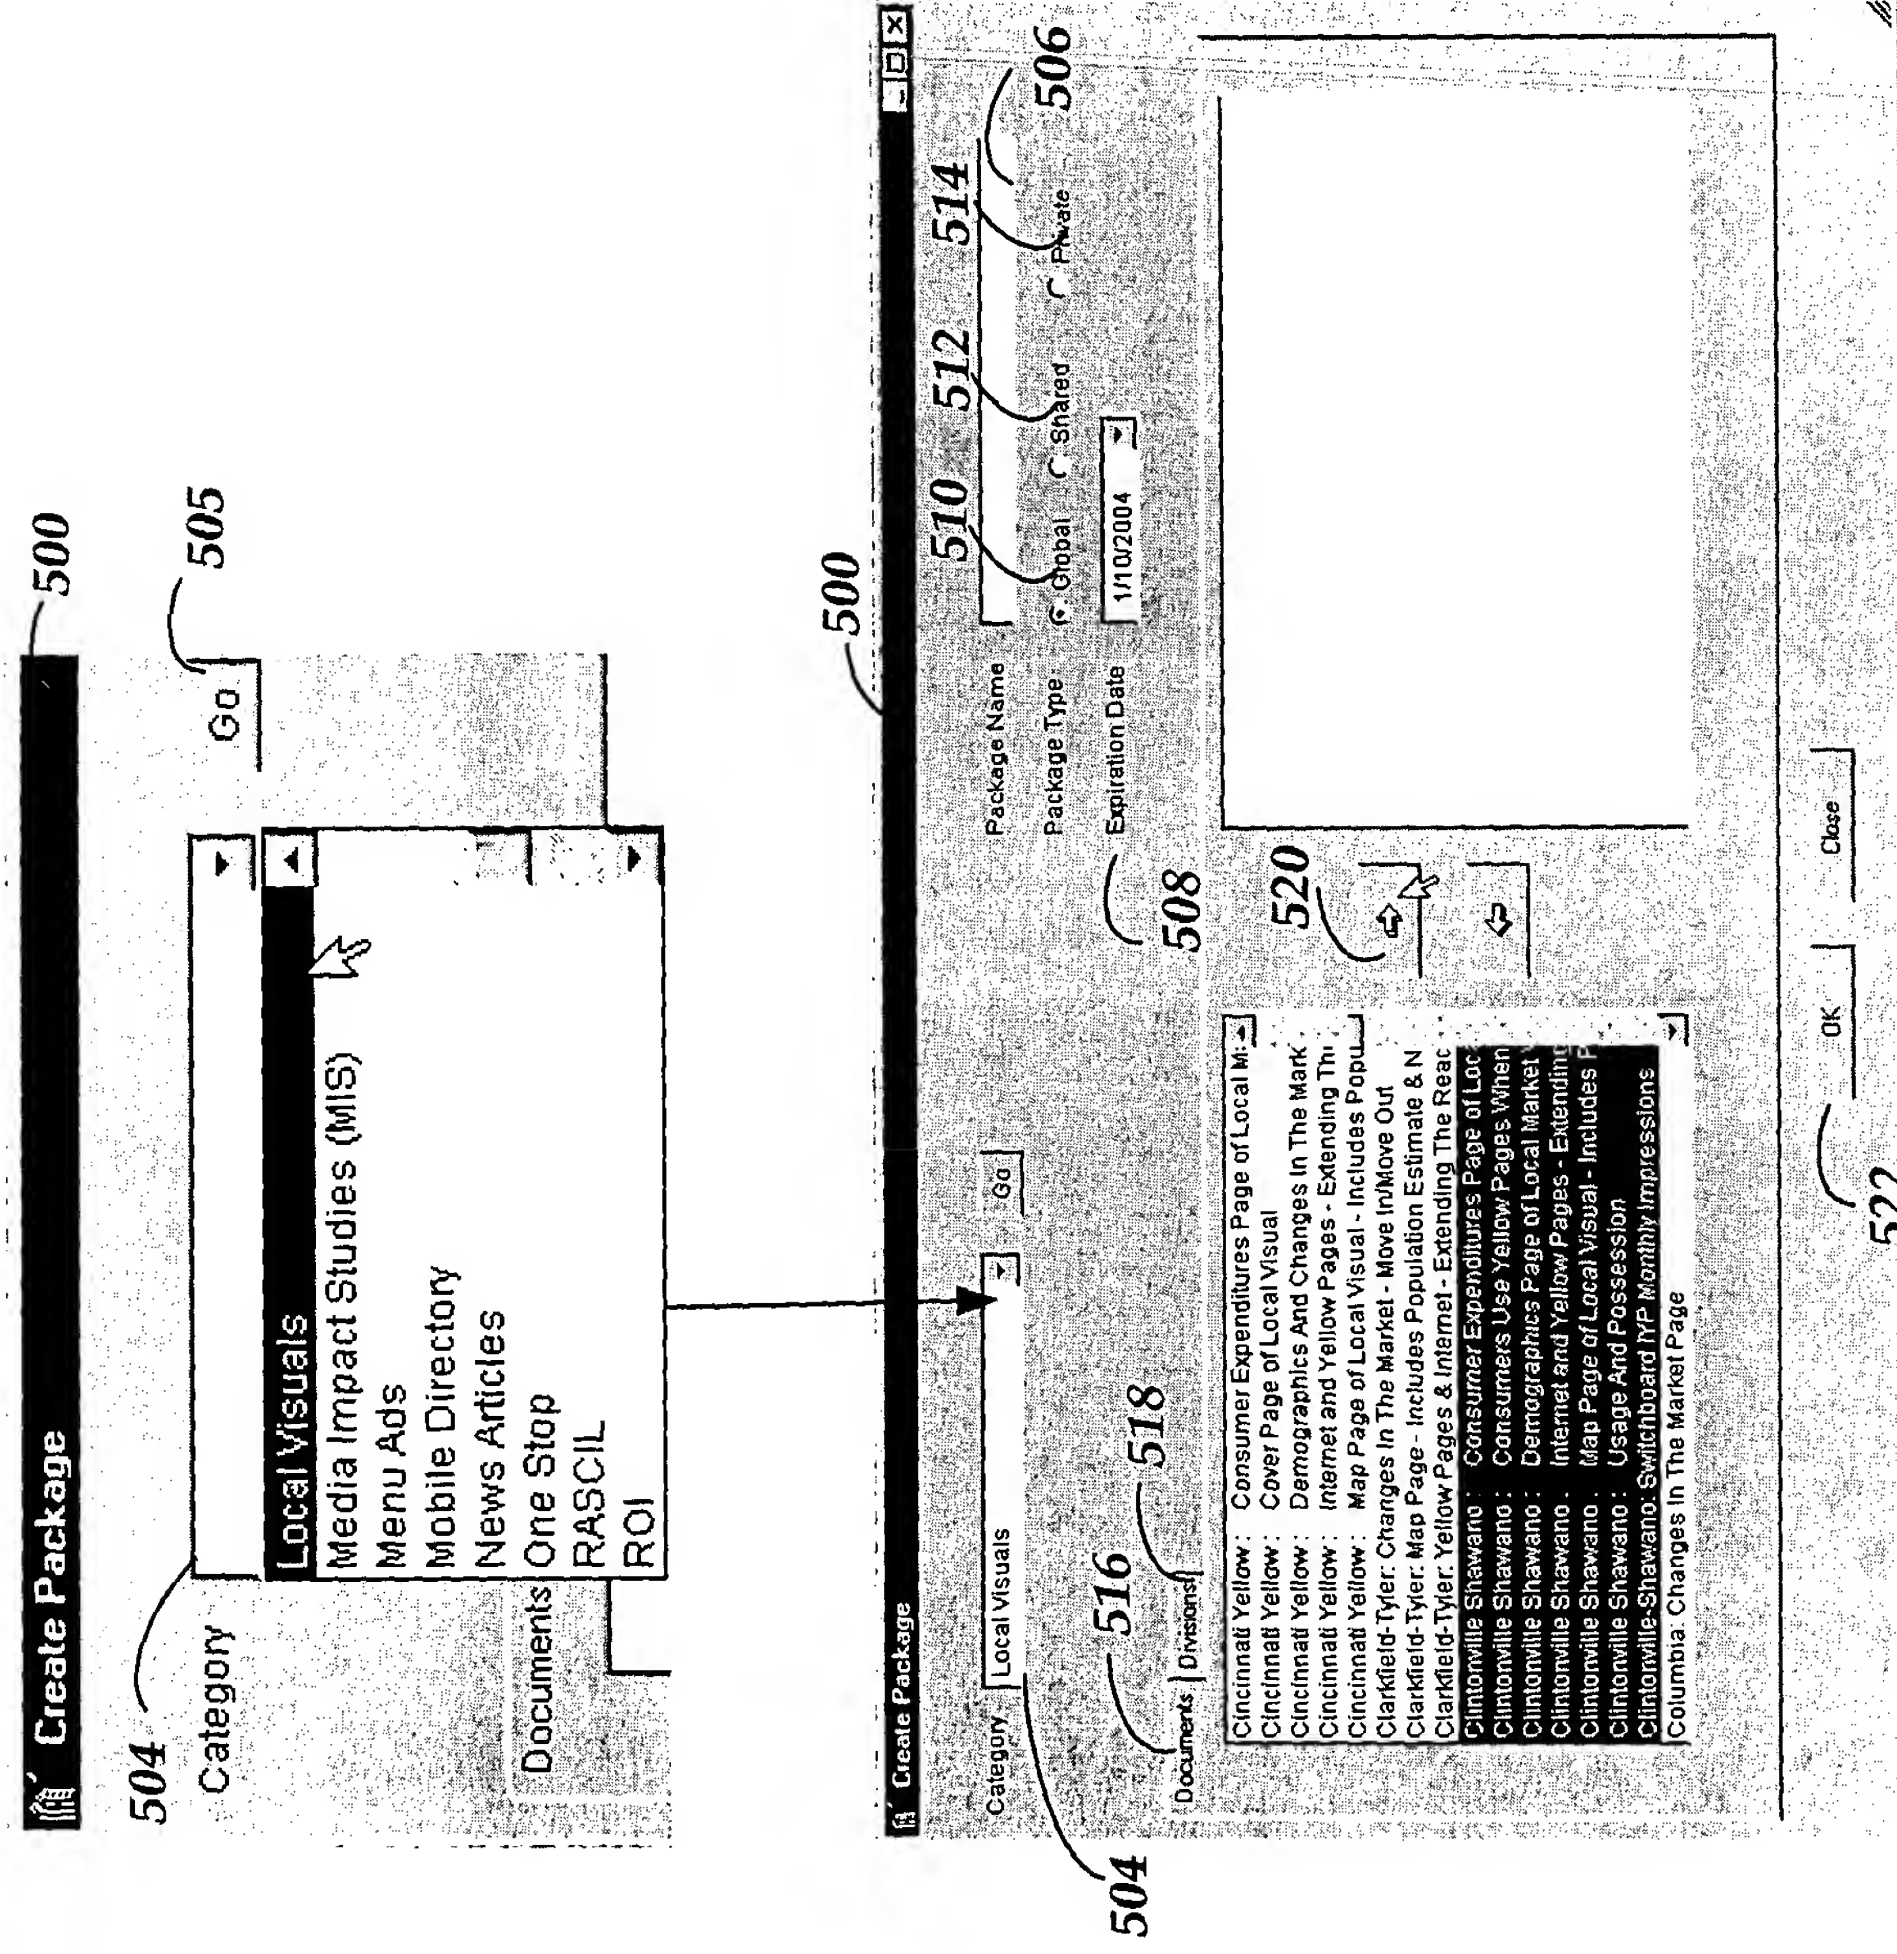 500
Create Package
504
505
Category
Go
Local Visuals
Media Impact Studies (MIS)
Menu Ads
Mobile Directory
News Articles
Documents
One Stop
RASCIL
ROI
500
Create Package
504
Category
Local Visuals
Go
510
512
514
506
Package Name
Package Type
Global
Shared
Private
508
Expiration Date
1/10/2004
516
518
Documents
Divisions
Cincinnati Yellow : Consumer Expenditures Page of Local
Cincinnati Yellow : Cover Page of Local Visual
Cincinnati Yellow : Demographics And Changes In The Mark
Cincinnati Yellow : Internet and Yellow Pages - Extending
Cincinnati Yellow : Map Page of Local Visual - Includes Popu
Clarkfield-Tyler: Changes In The Market - Move In/Move Out
Clarkfield-Tyler: Map Page - Includes Population Estimate & N
Clarkfield-Tyler: Yellow Pages & Internet - Extending The Reac
Clintonville Shawano : Consumer Expenditures Page of Loc
Clintonville Shawano : Consumers Use Yellow Pages When
Clintonville Shawano : Demographics Page of Local Market
Clintonville Shawano : Internet and Yellow Pages - Extending
Clintonville Shawano : Map Page of Local Visual - Includes P
Clintonville Shawano : Usage And Possession
Clintonville-Shawano: Switchboard IYP Monthly Impressions
Columbia: Changes In The Market Page
520
522
OK
Close